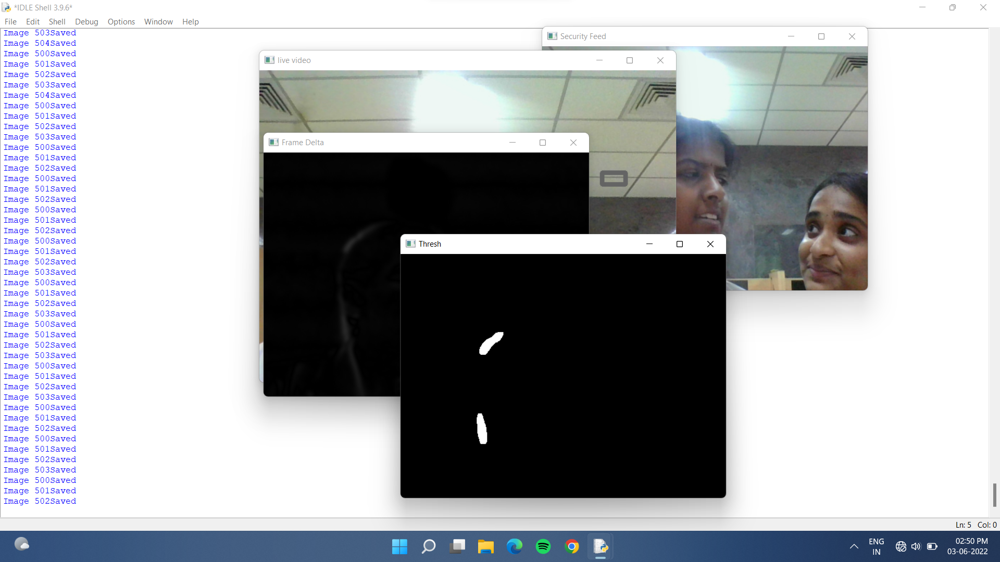 *IDLE Shell 3.9.6*
File Edit Shell Debug Options Window Help
Image 503Saved
Image 504Saved
Image 500Saved
Image 501Saved
Image 502Saved
Image 503Saved
Image 504Saved
Image 500Saved
Image 501Saved
Image 502Saved
Image 503Saved
Image 500Saved
Image 501Saved
Image 502Saved
Image 500Saved
Image 501Saved
Image 502Saved
Image 500Saved
Image 501Saved
Image 502Saved
Image 500Saved
Image 501Saved
Image 502Saved
Image 503Saved
Image 500Saved
Image 501Saved
Image 502Saved
Image 503Saved
Image 500Saved
Image 501Saved
Image 502Saved
Image 503Saved
Image 500Saved
Image 501Saved
Image 502Saved
Image 503Saved
Image 500Saved
Image 501Saved
Image 502Saved
Image 500Saved
Image 501Saved
Image 502Saved
Image 503Saved
Image 500Saved
Image 501Saved
Image 502Saved
Security Feed
live video
Frame Delta
Thresh
Ln: 5 Col: 0
ENG
IN
02:50 PM
03-06-2022